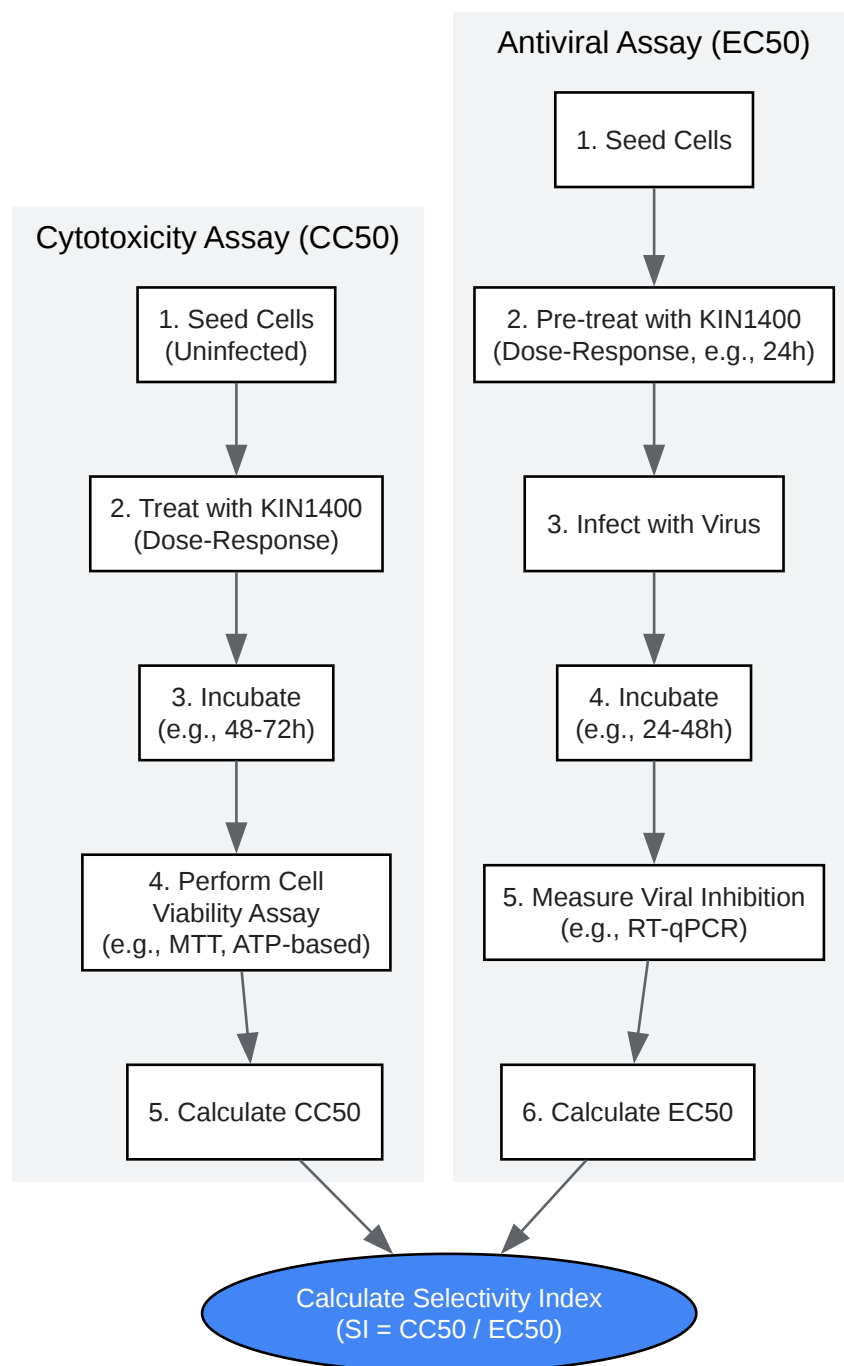 Cytotoxicity Assay (CC50)
1. Seed Cells
(Uninfected)
2. Treat with KIN1400
(Dose-Response)
3. Incubate
(e.g., 48-72h)
4. Perform Cell
Viability Assay
(e.g., MTT, ATP-based)
5. Calculate CC50
Antiviral Assay (EC50)
1. Seed Cells
2. Pre-treat with KIN1400
(Dose-Response, e.g., 24h)
3. Infect with Virus
4. Incubate
(e.g., 24-48h)
5. Measure Viral Inhibition
(e.g., RT-qPCR)
6. Calculate EC50
Calculate Selectivity Index
(SI = CC50 / EC50)